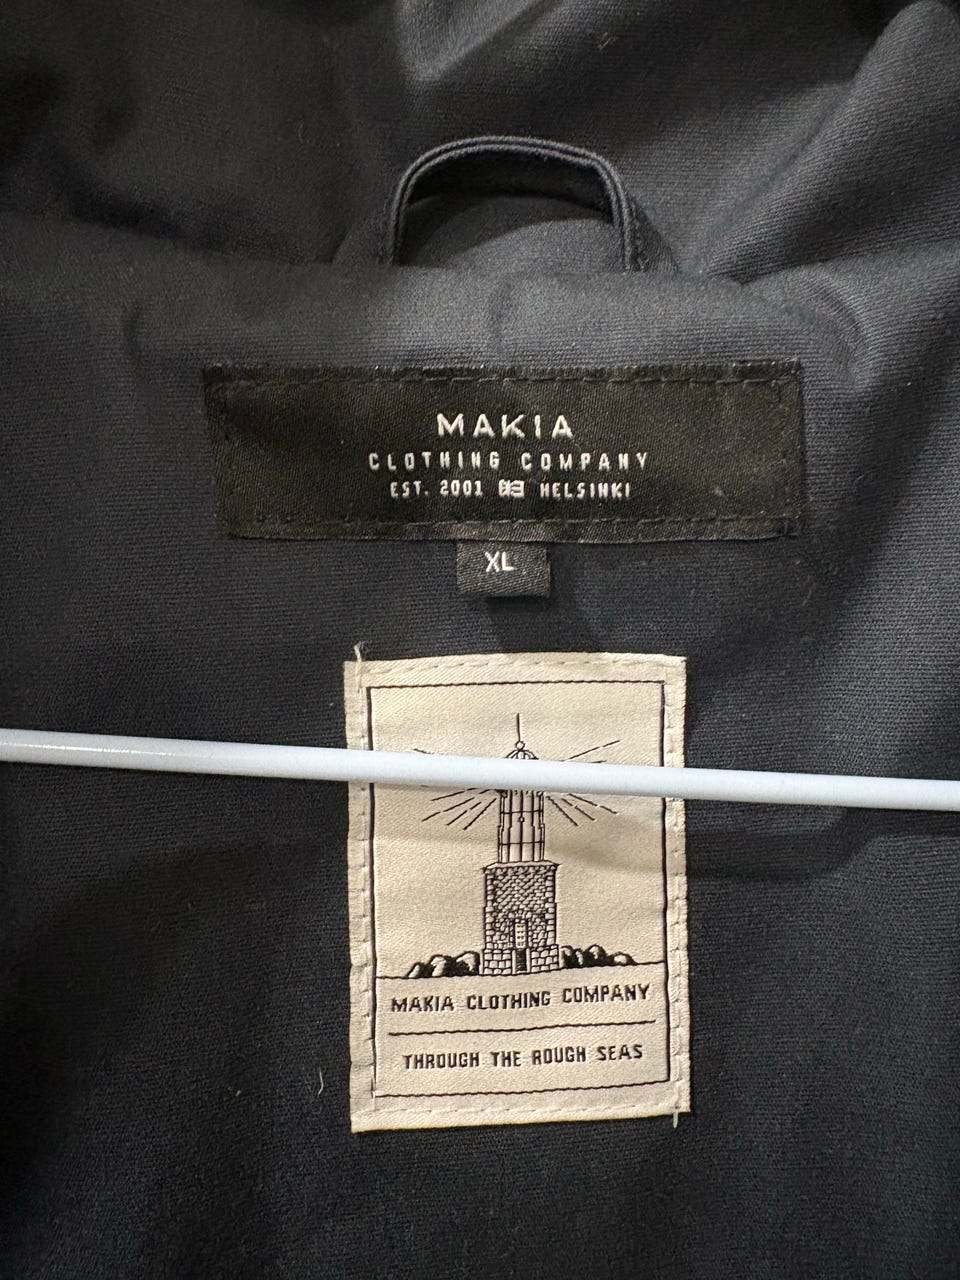 MAKIA
CLOTHING COMPANY
EST. 2001 HELSINKI
XL
MAKIA CLOTHING COMPANY
THROUGH THE ROUGH SEAS